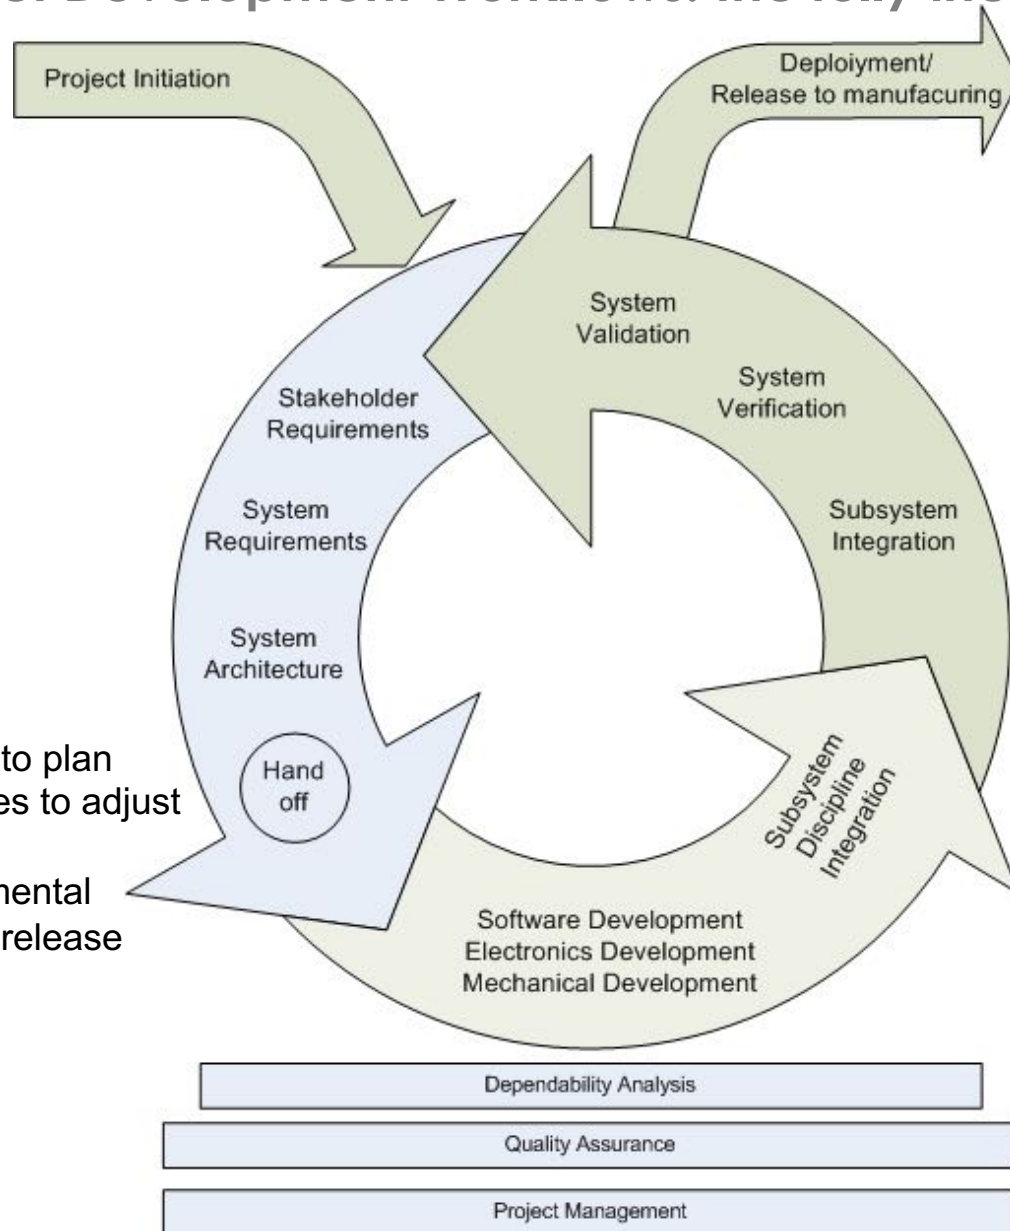 Project Initiation
Deploiyment/
Release to manufacuring
System
Validation
System
Verification
Subsystem
Integration
Stakeholder
Requirements
System
Requirements
System
Architecture
Hand
off
to plan
es to adjust
mental
release
Subsystem
Discipline
Integration
Software Development
Electronics Development
Mechanical Development
Dependability Analysis
Quality Assurance
Project Management